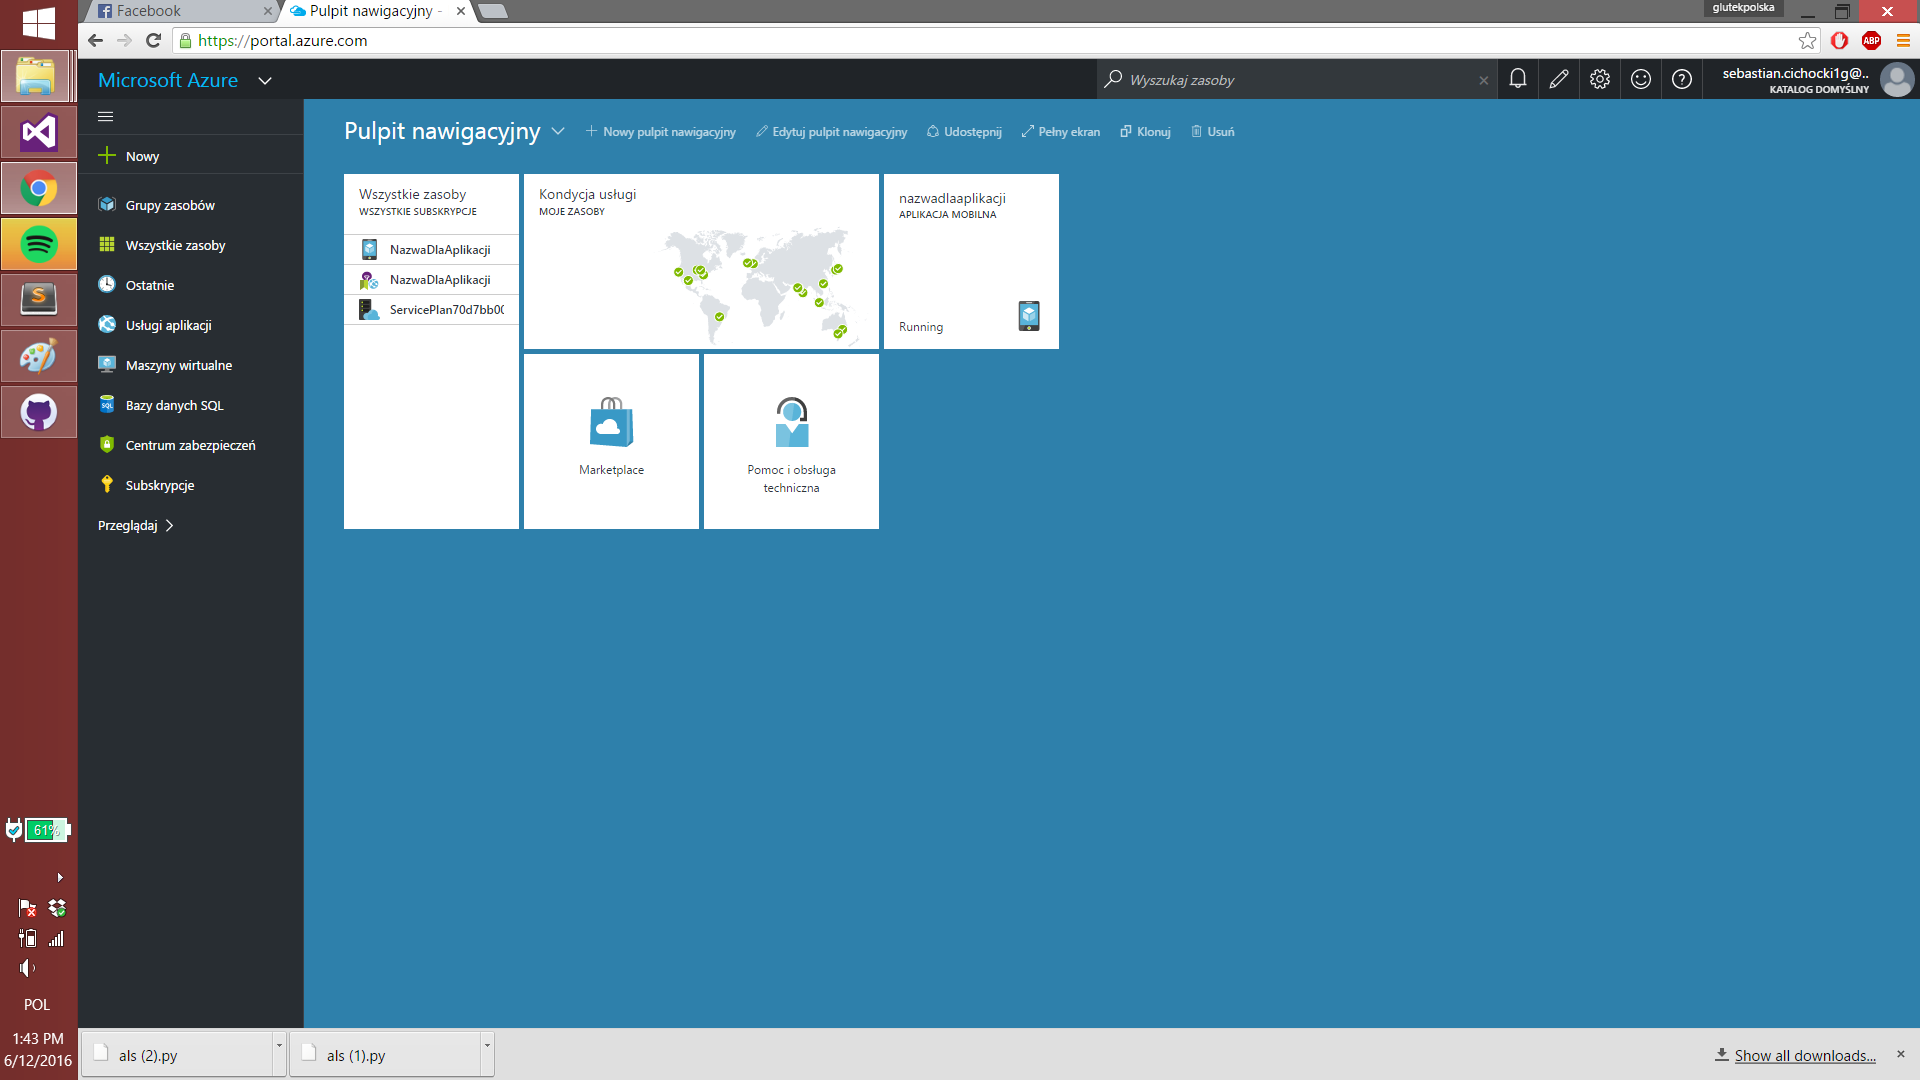 Facebook
Pulpit nawigacyjny -
glutekpolska
https://portal.azure.com
ABP
Microsoft Azure
Wyszukaj zasoby
sebastian.cichocki1g@..
KATALOG DOMYŚLNY
Pulpit nawigacyjny
Nowy pulpit nawigacyjny
Edytuj pulpit nawigacyjny
Udostępnij
Pełny ekran
Klonuj
Usuń
Nowy
Grupy zasobów
Wszystkie zasoby
Ostatnie
Usługi aplikacji
Maszyny wirtualne
SQL
Bazy danych SQL
Centrum zabezpieczeń
Subskrypcje
Przeglądaj
Wszystkie zasoby
WSZYSTKIE SUBSKRYPCJE
NazwaDlaAplikacji
NazwaDlaAplikacji
ServicePlan70d7bb00
Kondycja usługi
MOJE ZASOBY
nazwadlaaplikacji
APLIKACJA MOBILNA
Running
Marketplace
Pomoc i obsługa
techniczna
61%
POL
1:43 PM
6/12/2016
als (2).py
als (1).py
Show all downloads...